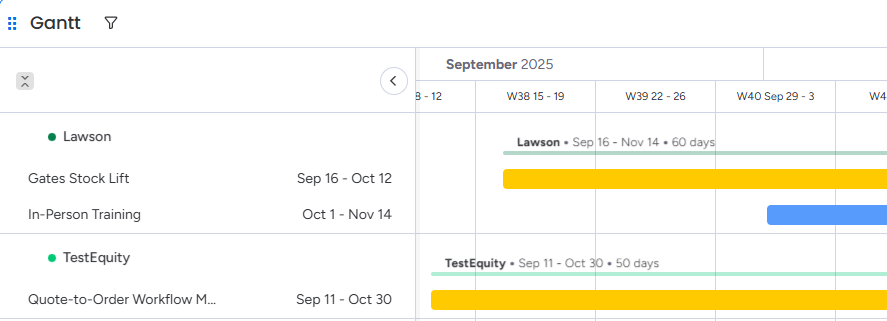 Gantt
September 2025
8 - 12 W38 15 - 19 W39 22 - 26 W40 Sep 29 - 3 W4
Lawson
Lawson • Sep 16 - Nov 14 • 60 days
Gates Stock Lift Sep 16 - Oct 12
In-Person Training Oct 1 - Nov 14
TestEquity
TestEquity • Sep 11 - Oct 30 • 50 days
Quote-to-Order Workflow M... Sep 11 - Oct 30